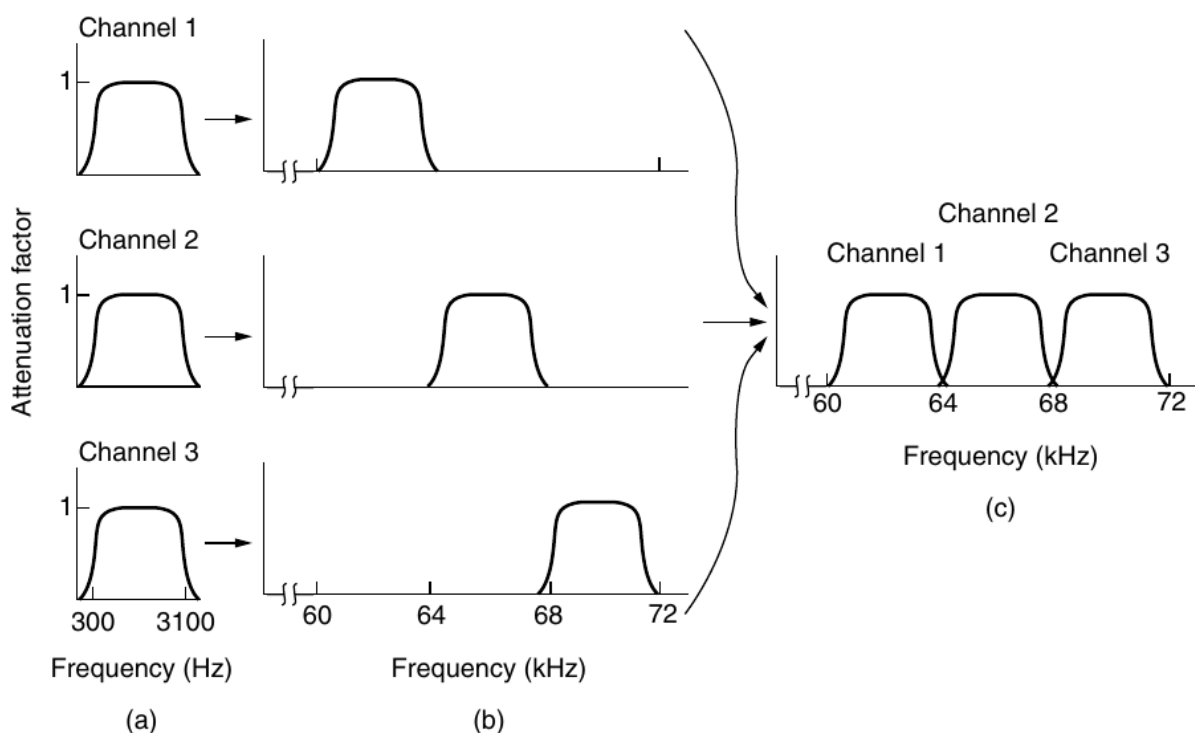 Channel 1
1
Channel 2
1
Channel 3
1
300 3100
Frequency (Hz)
(a)
Attenuation factor
60 64 68 72
Frequency (kHz)
(b)
Channel 2
Channel 1 Channel 3
60 64 68 72
Frequency (kHz)
(c)